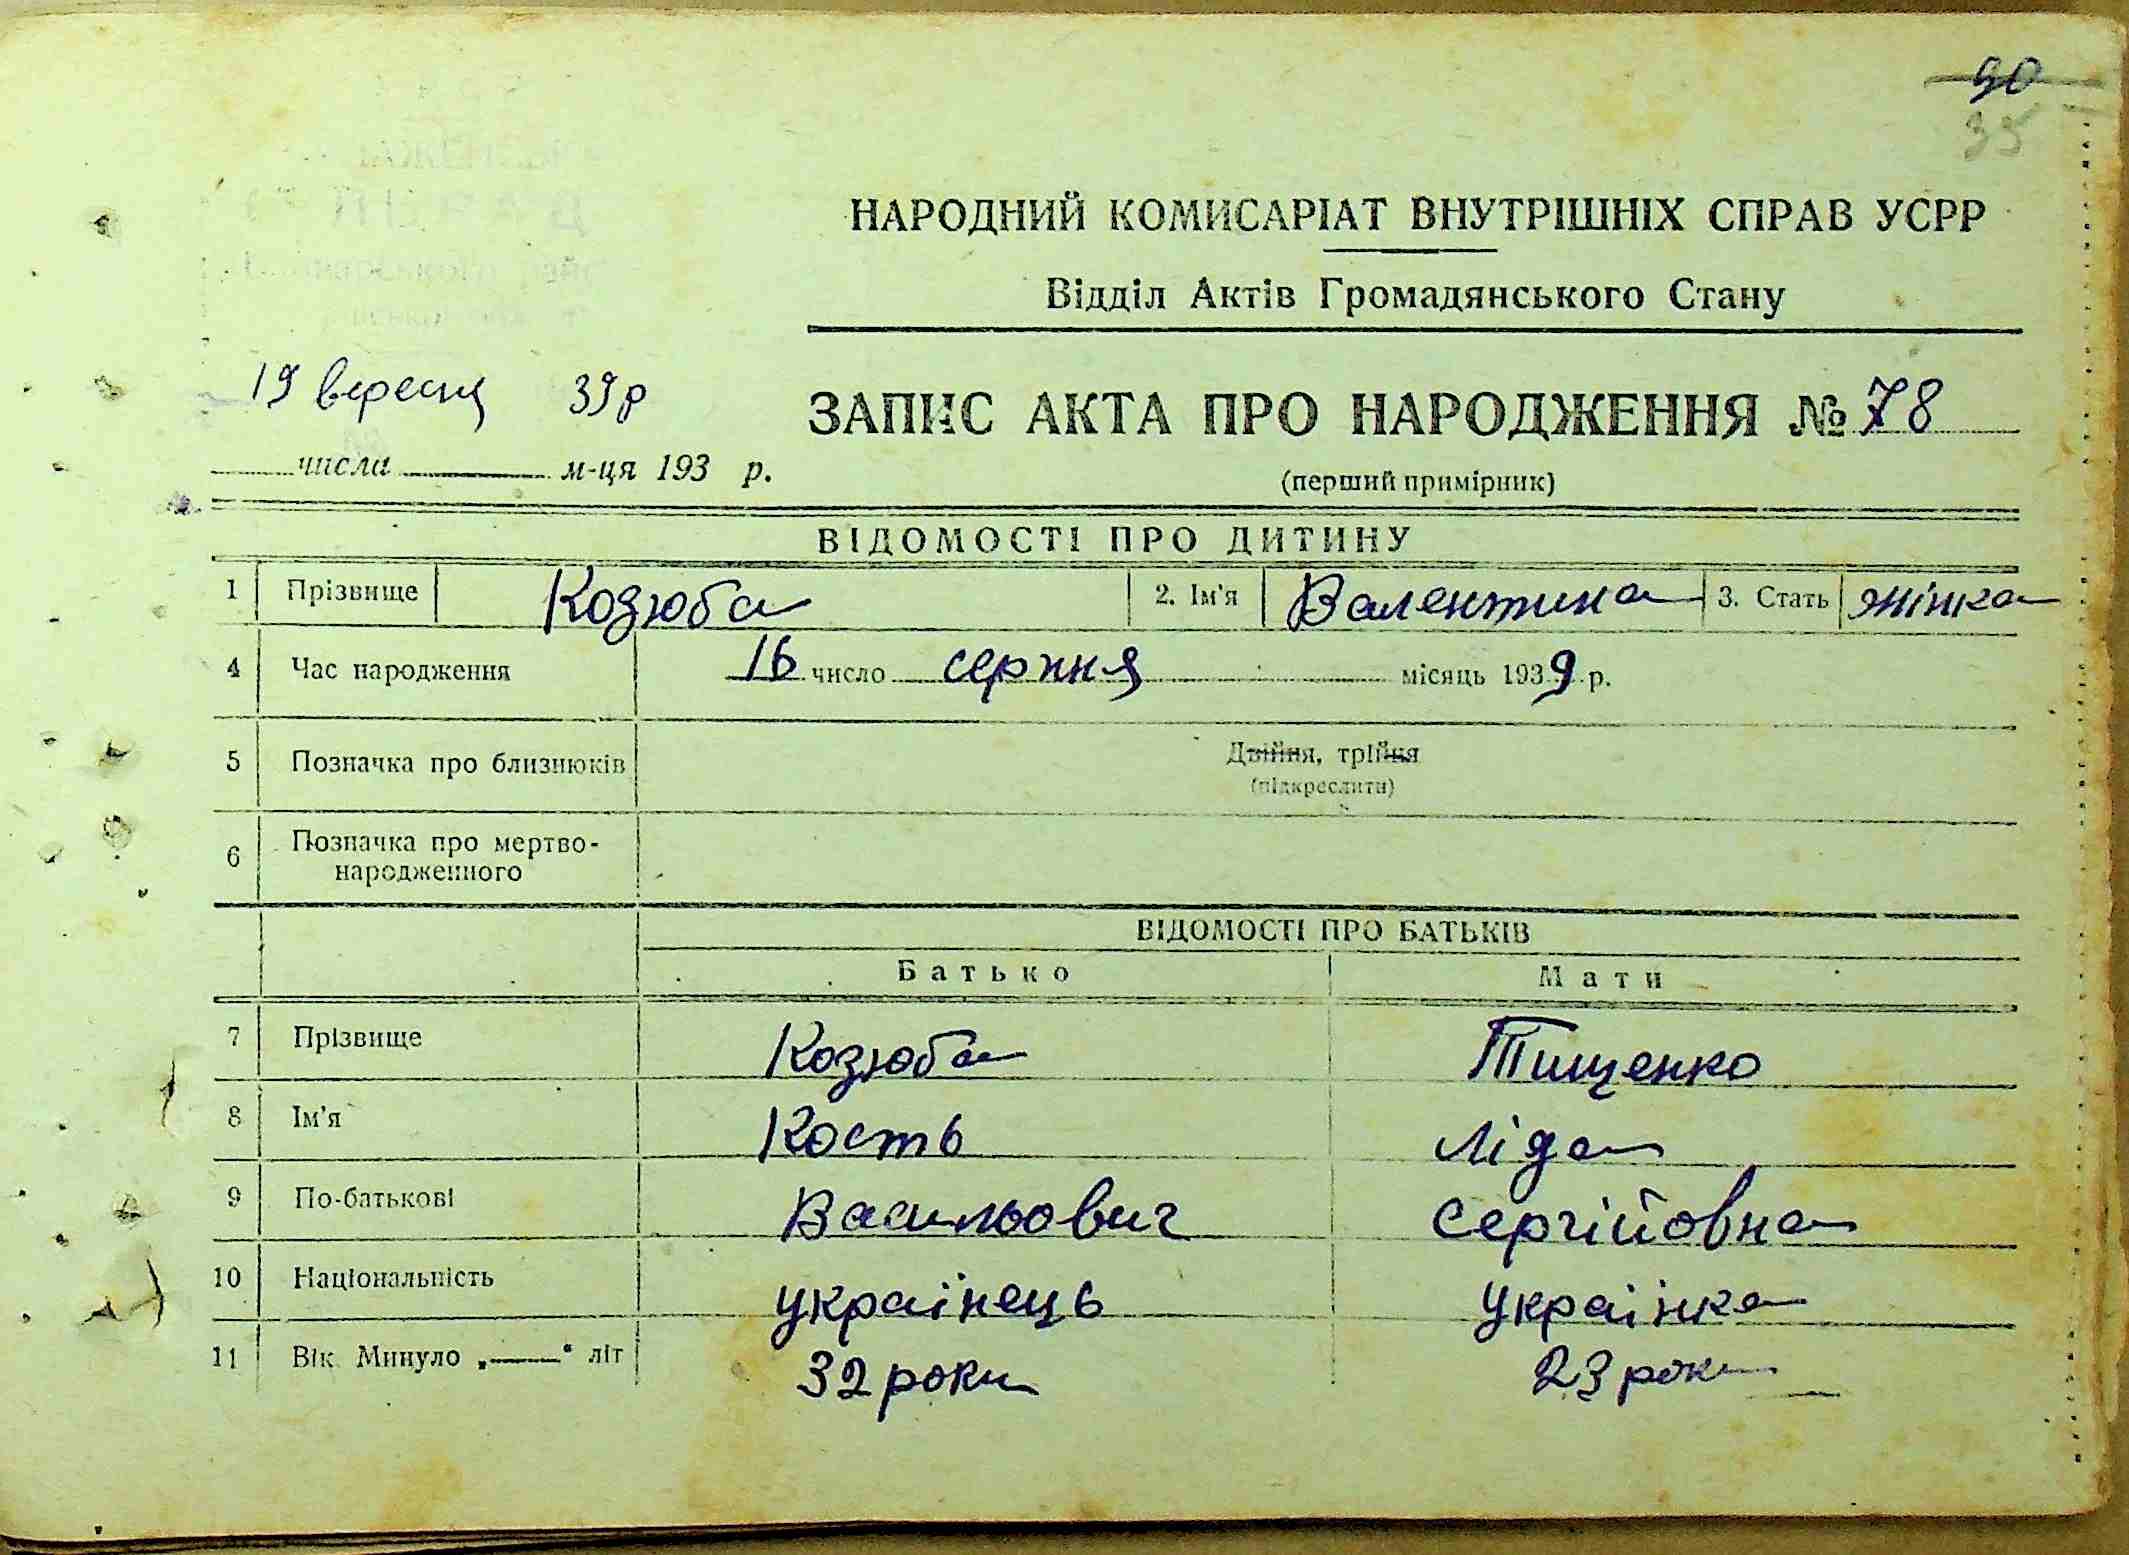 90
35
НАРОДНИЙ КОМИСАРІАТ ВНУТРІШНІХ СПРАВ УСРР
Відділ Актів Громадянського Стану
19 вересня 39р
ЗАПИС АКТА ПРО НАРОДЖЕННЯ № 78
числа м-ця 193 р.
(перший примірник)
ВІДОМОСТІ ПРО ДИТИНУ
1 Прізвище Козюба 2. Ім'я Валентина 3. Стать жінка
4 Час народження 16 число серпня місяць 1939 р.
5 Позначка про близнюків Двійня, трійня
(підкреслити)
6 Позначка про мертво-
народженного
ВІДОМОСТІ ПРО БАТЬКІВ
Батько Мати
7 Прізвище Козюба Тищенко
8 Ім'я Кость Ліда
9 По-батькові Васильович Сергійовна
10 Національність українець українка
11 Вік. Минуло „——“ літ 32 роки 23 роки